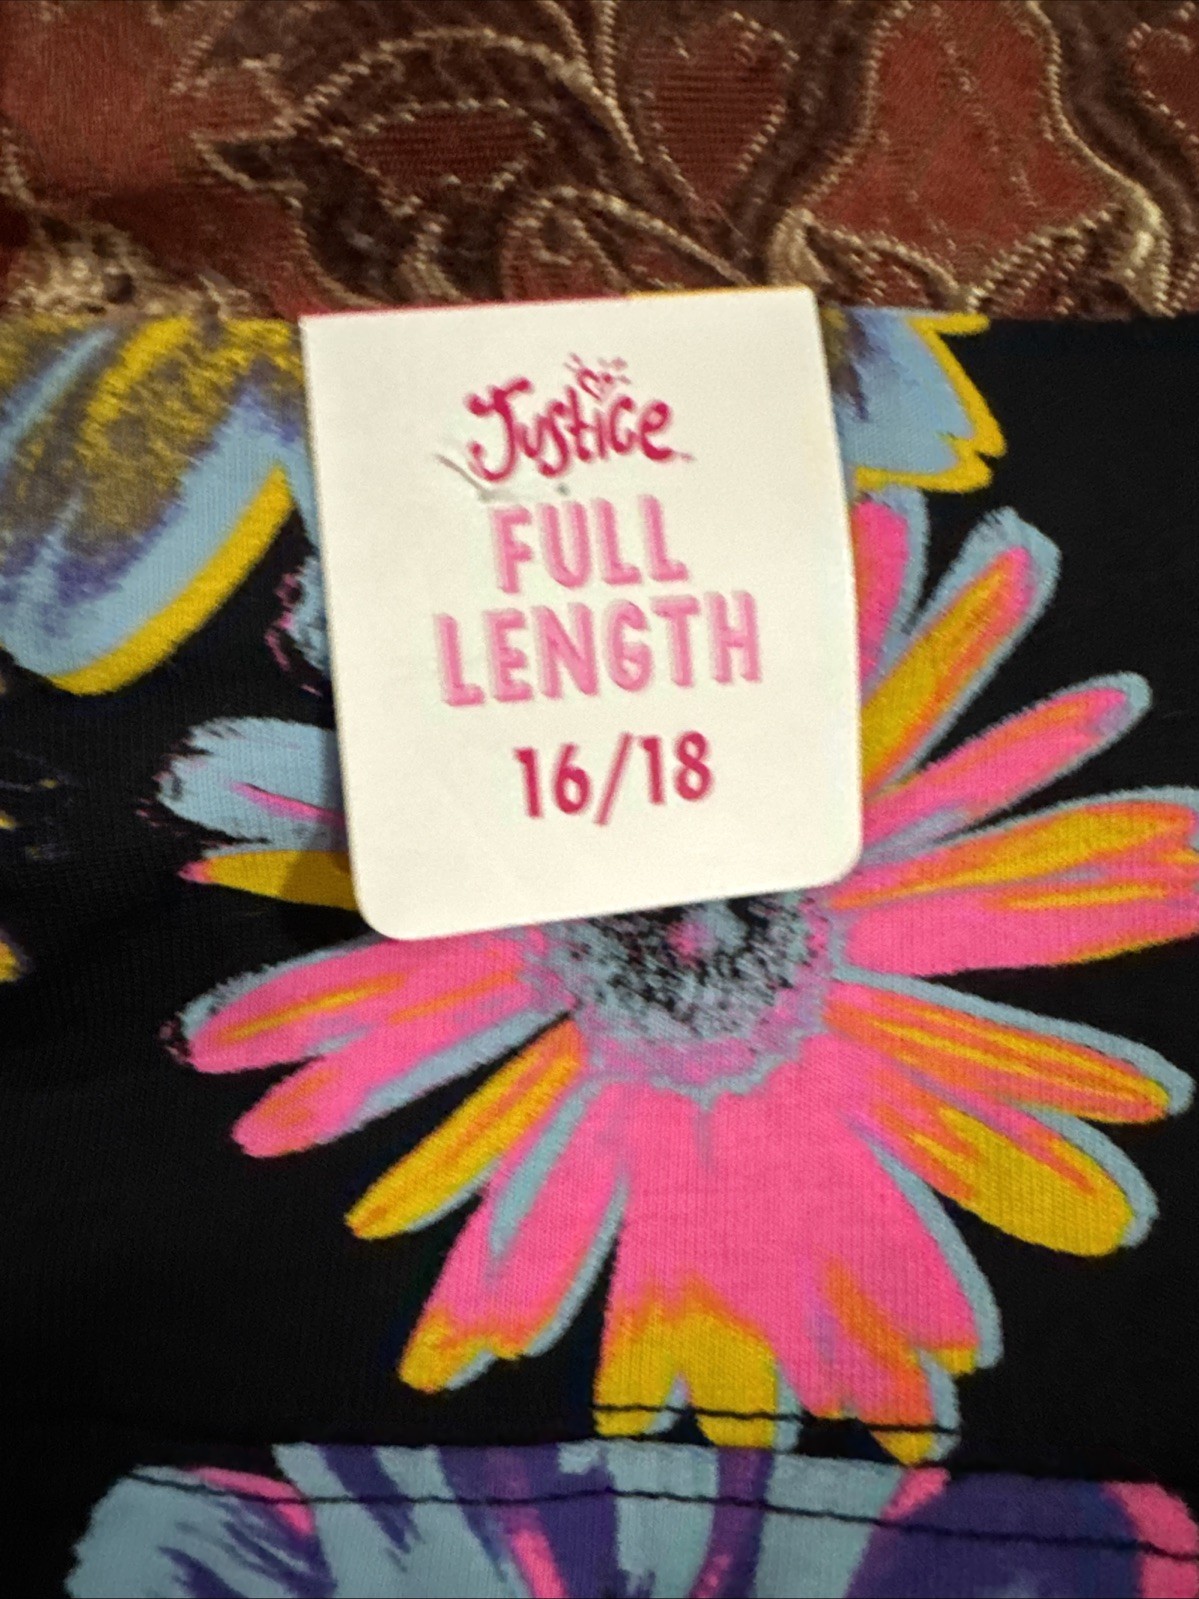 Justice
FULL
LENGTH
16/18